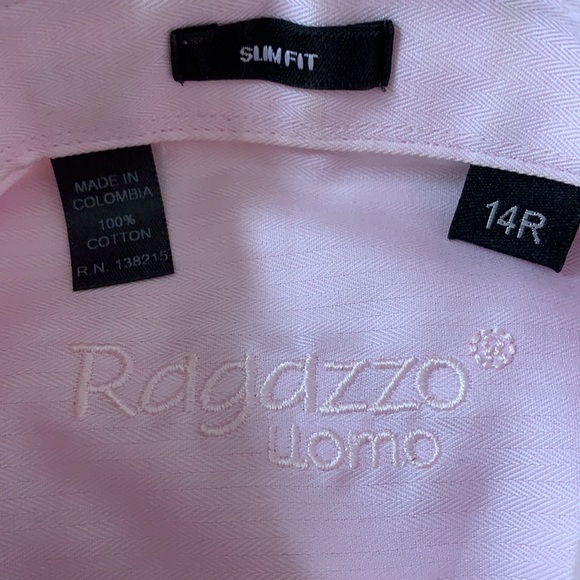 SLIM FIT
MADE IN
COLOMBIA
100%
COTTON
R.N. 138215
14R
Ragazzo
uomo